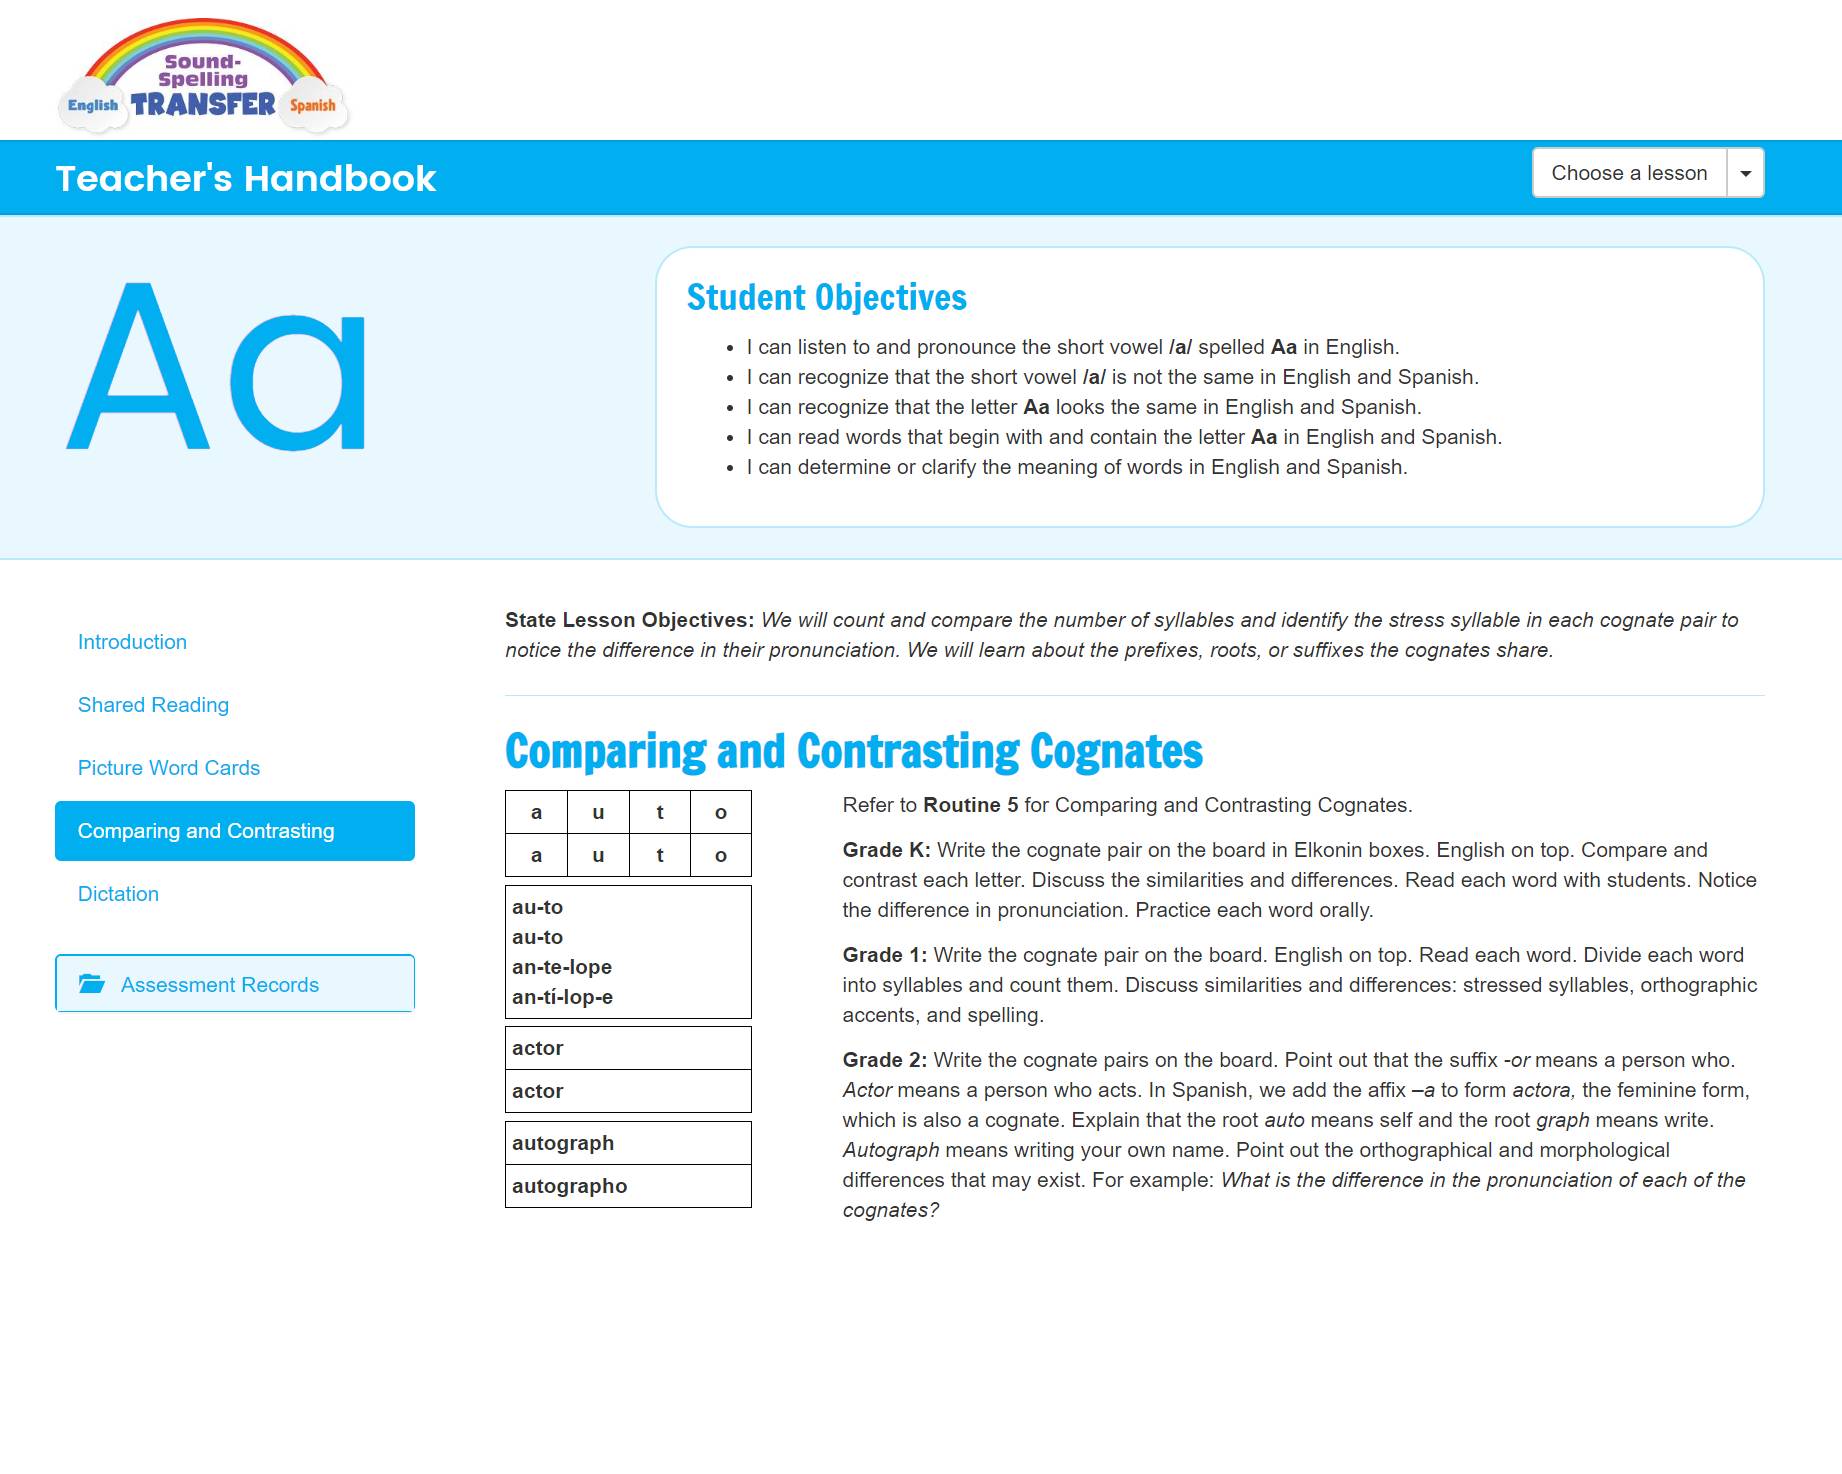 Sound-
Spelling
English TRANSFER Spanish
Teacher's Handbook
Choose a lesson
Aa
Student Objectives
• I can listen to and pronounce the short vowel /a/ spelled Aa in English.
• I can recognize that the short vowel /a/ is not the same in English and Spanish.
• I can recognize that the letter Aa looks the same in English and Spanish.
• I can read words that begin with and contain the letter Aa in English and Spanish.
• I can determine or clarify the meaning of words in English and Spanish.
Introduction
Shared Reading
Picture Word Cards
Comparing and Contrasting
Dictation
Assessment Records
State Lesson Objectives: We will count and compare the number of syllables and identify the stress syllable in each cognate pair to
notice the difference in their pronunciation. We will learn about the prefixes, roots, or suffixes the cognates share.
Comparing and Contrasting Cognates
a u t o
a u t o
au-to
au-to
an-te-lope
an-tí-lop-e
actor
actor
autograph
autographo
Refer to Routine 5 for Comparing and Contrasting Cognates.
Grade K: Write the cognate pair on the board in Elkonin boxes. English on top. Compare and
contrast each letter. Discuss the similarities and differences. Read each word with students. Notice
the difference in pronunciation. Practice each word orally.
Grade 1: Write the cognate pair on the board. English on top. Read each word. Divide each word
into syllables and count them. Discuss similarities and differences: stressed syllables, orthographic
accents, and spelling.
Grade 2: Write the cognate pairs on the board. Point out that the suffix -or means a person who.
Actor means a person who acts. In Spanish, we add the affix –a to form actora, the feminine form,
which is also a cognate. Explain that the root auto means self and the root graph means write.
Autograph means writing your own name. Point out the orthographical and morphological
differences that may exist. For example: What is the difference in the pronunciation of each of the
cognates?